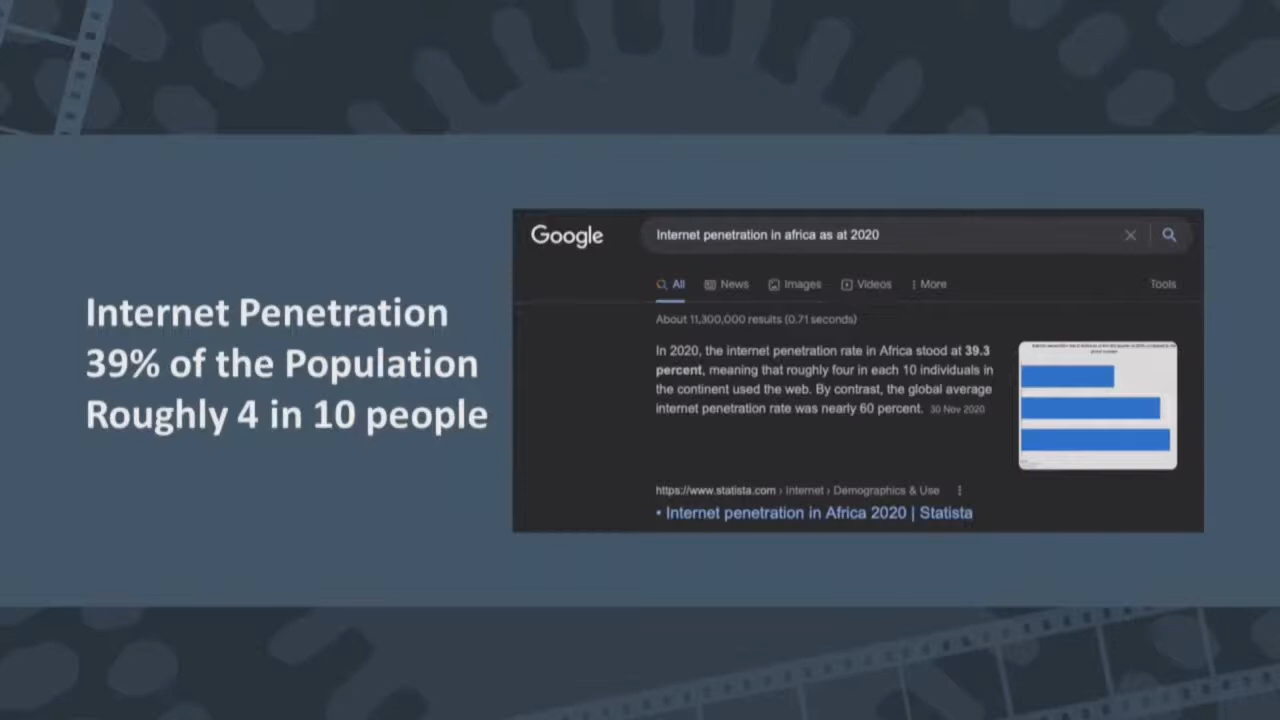 Internet Penetration
39% of the Population
Roughly 4 in 10 people
Google
Internet penetration in africa as at 2020
All News Images Videos More Tools
About 11,300,000 results (0.71 seconds)
In 2020, the internet penetration rate in Africa stood at 39.3
percent, meaning that roughly four in each 10 individuals in
the continent used the web. By contrast, the global average
internet penetration rate was nearly 60 percent. 30 Nov 2020
https://www.statista.com › Internet › Demographics & Use
• Internet penetration in Africa 2020 | Statista